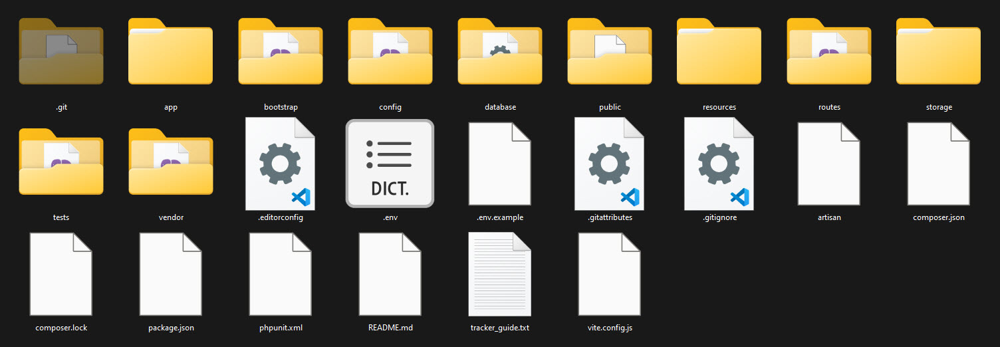 .git
app
bootstrap
config
database
public
resources
routes
storage
tests
vendor
.editorconfig
DICT.
.env
.env.example
.gitattributes
.gitignore
artisan
composer.json
composer.lock
package.json
phpunit.xml
README.md
tracker_guide.txt
vite.config.js